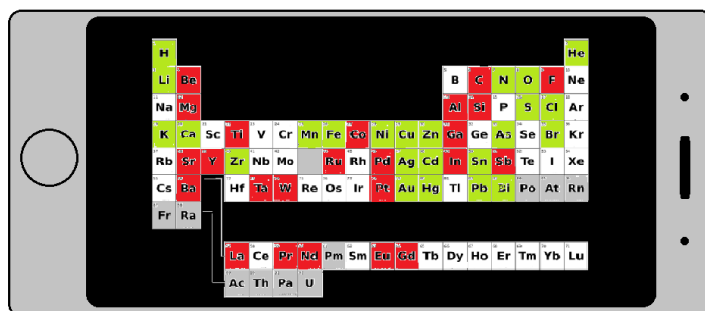 H He
Li Be B C N O F Ne
Na Mg Al Si P S Cl Ar
K Ca Sc Ti V Cr Mn Fe Co Ni Cu Zn Ga Ge As Se Br Kr
Rb Sr Y Zr Nb Mo Ru Rh Pd Ag Cd In Sn Sb Te I Xe
Cs Ba Hf Ta W Re Os Ir Pt Au Hg Tl Pb Bi Po At Rn
Fr Ra
La Ce Pr Nd Pm Sm Eu Gd Tb Dy Ho Er Tm Yb Lu
Ac Th Pa U